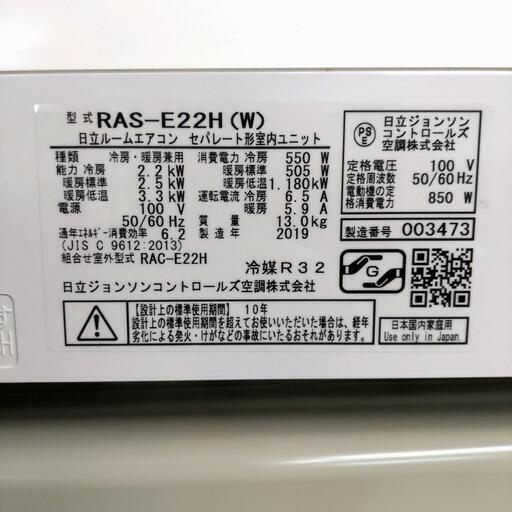 型式 RAS-E22H(W)
日立ルームエアコン セパレート形室内ユニット
種類 冷房・暖房兼用 消費電力 冷房 550 W
能力 冷房 2.2 kW 暖房標準 505 W
暖房標準 2.5 kW 暖房低温 1.180 kW
暖房低温 3.3 kW 運転電流 冷房 6.5 A
電源 100 V 暖房 5.9 A
50/60 Hz 質量 13.0kg
通年エネルギー消費効率 6.2 製造年 2019
(JIS C 9612:2013)
組合せ室外型式 RAC-E22H 冷媒R32
日立ジョンソンコントロールズ空調株式会社
【設計上の標準使用期間】 10年
設計上の標準使用期間を超えてお使いいただいた場合は、経年
劣化による発火・けがなどの事故にいたるおそれがあります。
PS
E
日立ジョンソン
コントロールズ
空調株式会社
定格電圧 100 V
定格周波数 50/60 Hz
電動機の定
格消費電力 850 W
製造番号 003473
G
日本国内家庭用
Use only in Japan.
H